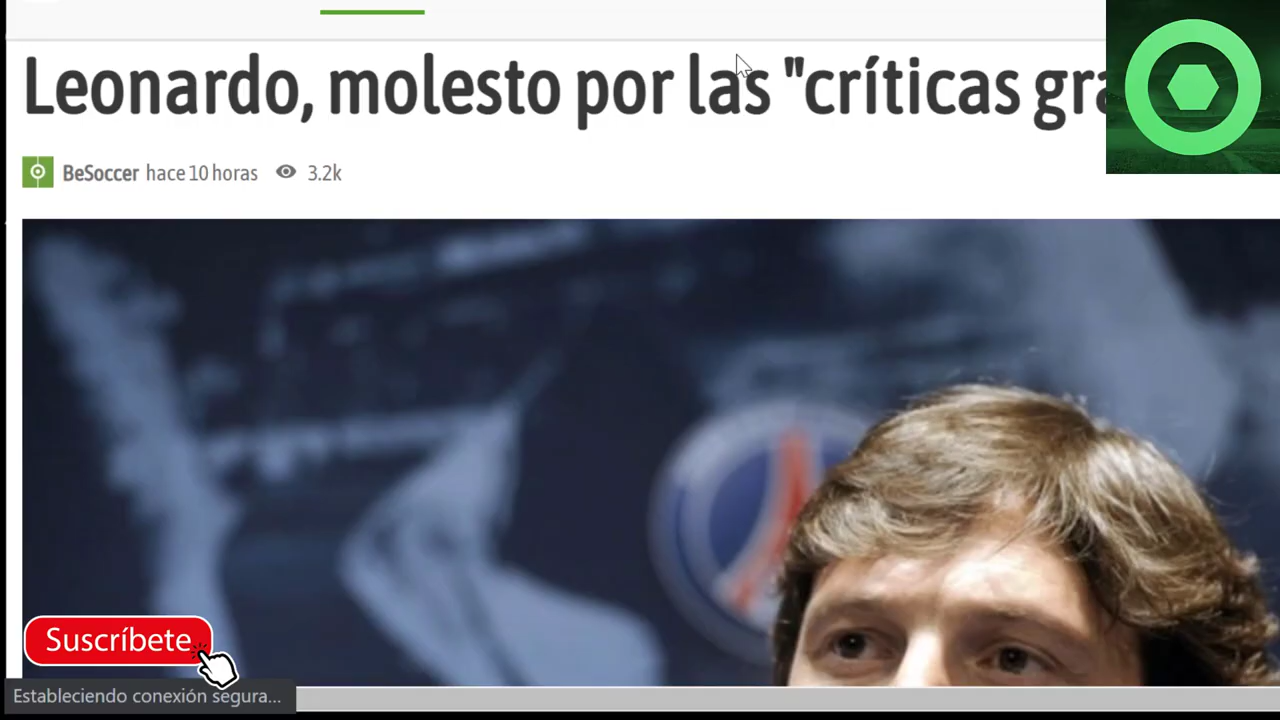 Leonardo, molesto por las "críticas gra
BeSoccer hace 10 horas 3.2k
Suscríbete
Estableciendo conexión segura...